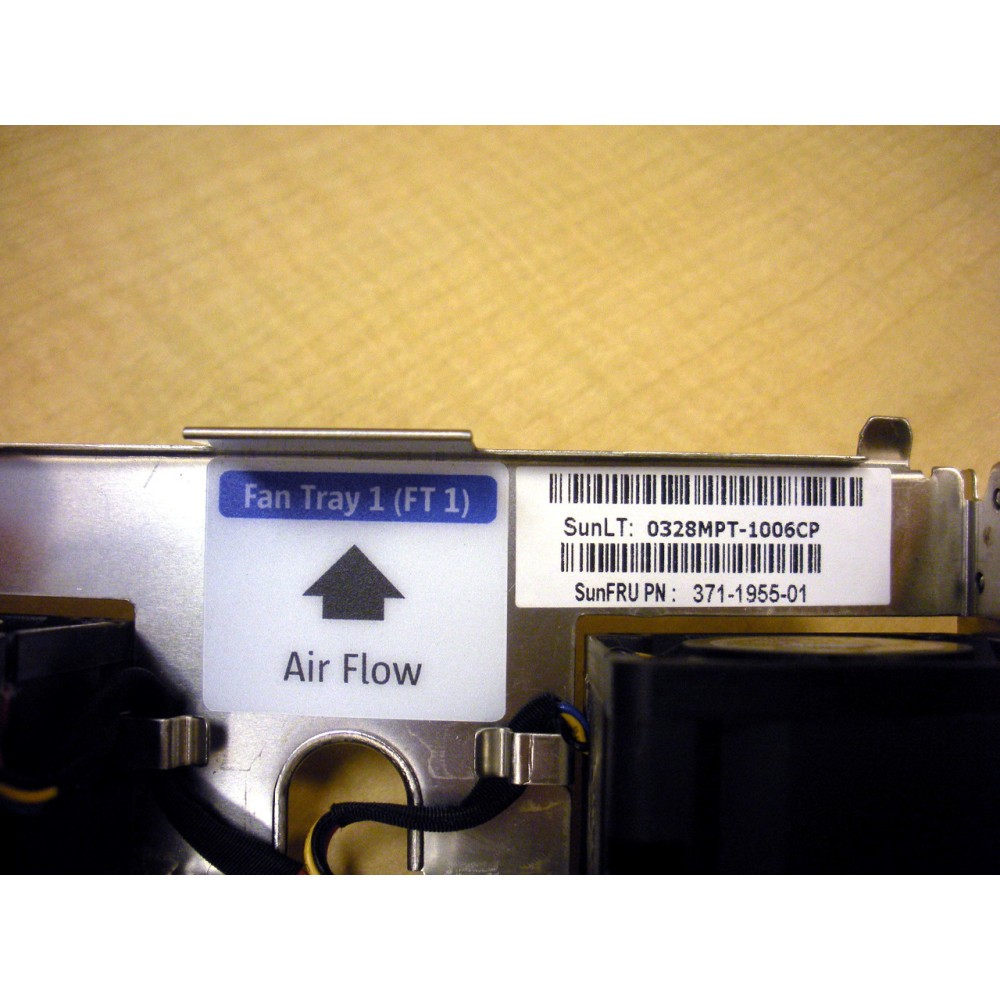 Fan Tray 1 (FT 1)
Air Flow
SunLT: 0328MPT-1006CP
SunFRU PN : 371-1955-01